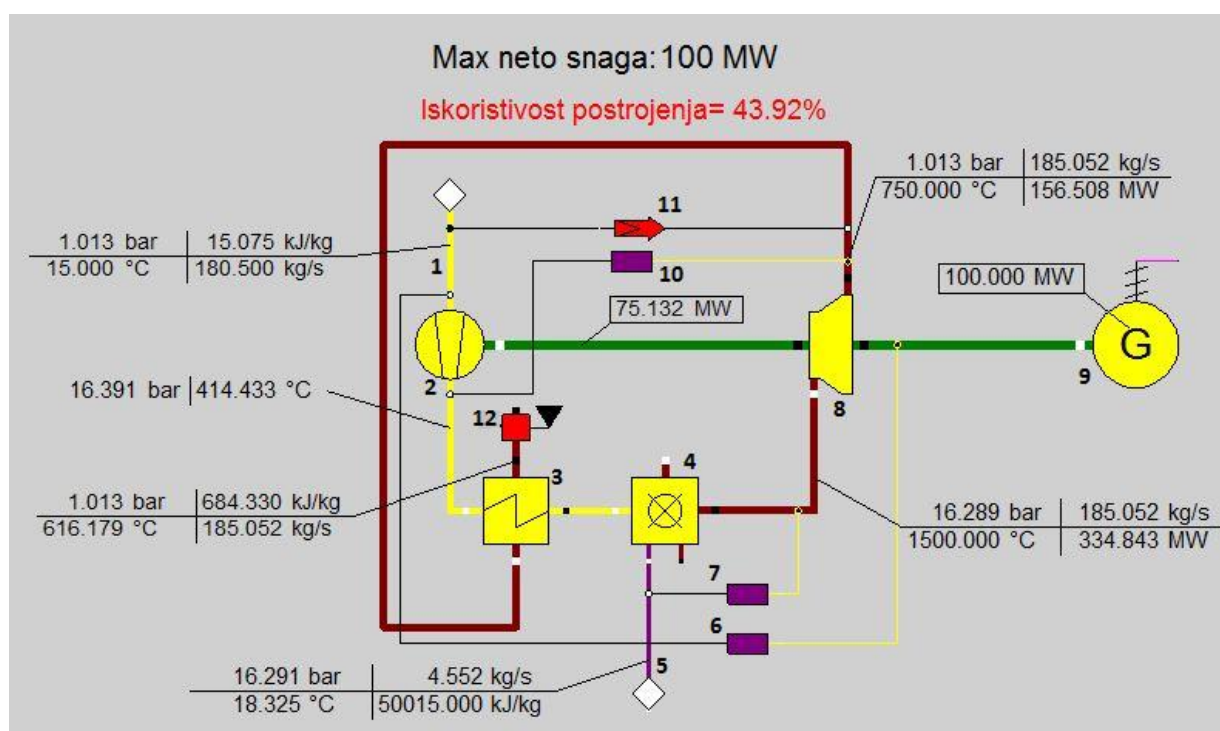 Max neto snaga: 100 MW
Iskoristivost postrojenja= 43.92%
1.013 bar 185.052 kg/s
750.000 °C 156.508 MW
11
1.013 bar 15.075 kJ/kg
15.000 °C 180.500 kg/s
1
10
100.000 MW
75.132 MW
G
9
2
8
16.391 bar 414.433 °C
12
3
4
1.013 bar 684.330 kJ/kg
616.179 °C 185.052 kg/s
16.289 bar 185.052 kg/s
1500.000 °C 334.843 MW
7
6
5
16.291 bar 4.552 kg/s
18.325 °C 50015.000 kJ/kg